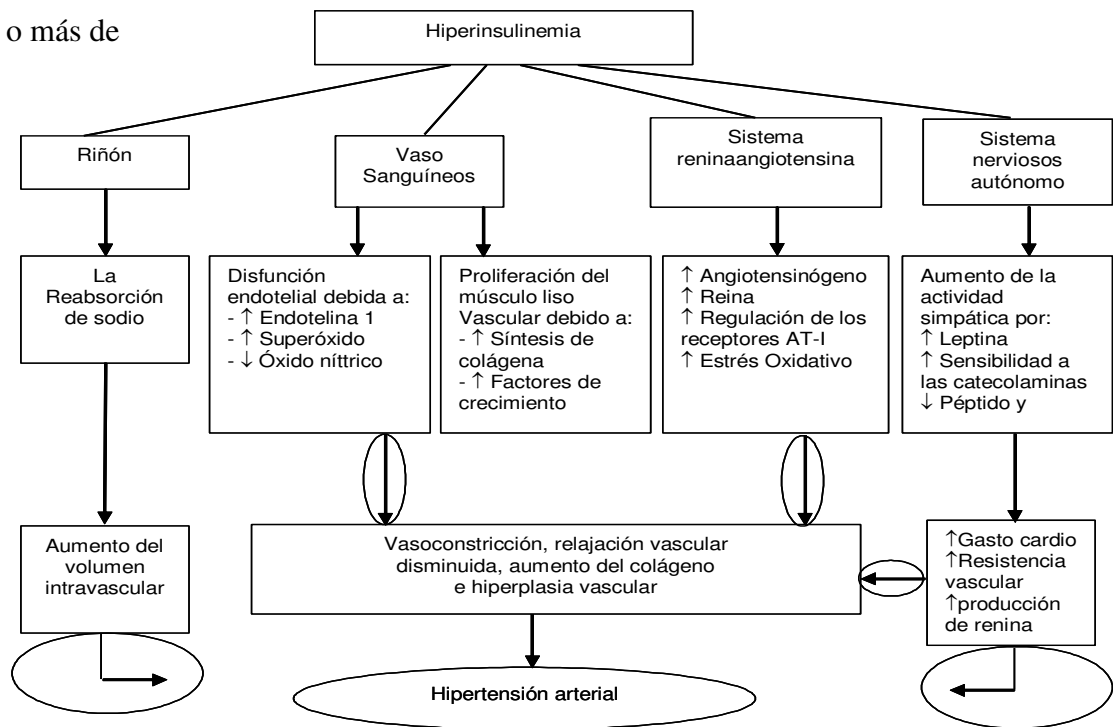 o más de
Hiperinsulinemia
Riñón
Vaso
Sanguíneos
Sistema
reninaangiotensina
Sistema
nerviosos
autónomo
La
Reabsorción
de sodio
Disfunción
endotelial debida a:
- ↑ Endotelina 1
- ↑ Superóxido
- ↓ Óxido níttrico
Proliferación del
músculo liso
Vascular debido a:
- ↑ Síntesis de
colágena
- ↑ Factores de
crecimiento
↑ Angiotensinógeno
↑ Reina
↑ Regulación de los
receptores AT-I
↑ Estrés Oxidativo
Aumento de la
actividad
simpática por:
↑ Leptina
↑ Sensibilidad a
las catecolaminas
↓ Péptido y
Aumento del
volumen
intravascular
Vasoconstricción, relajación vascular
disminuida, aumento del colágeno
e hiperplasia vascular
↑Gasto cardio
↑Resistencia
vascular
↑producción
de renina
Hipertensión arterial